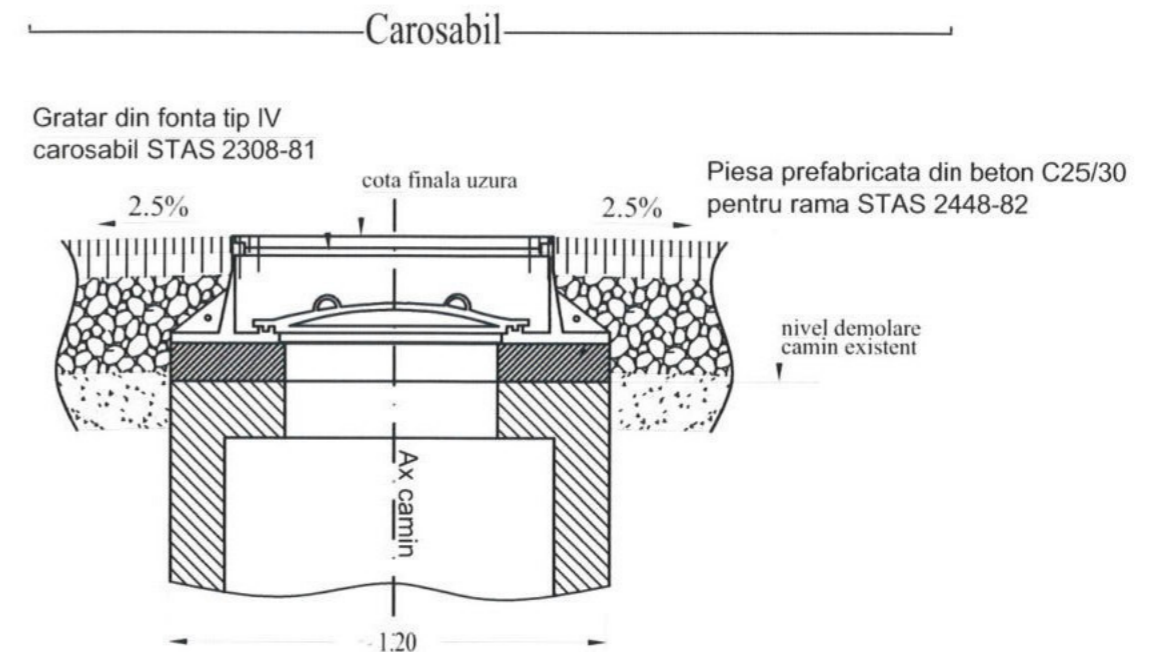 Carosabil
Gratar din fonta tip IV
carosabil STAS 2308-81
Piesa prefabricata din beton C25/30
pentru rama STAS 2448-82
cota finala uzura
2.5%
2.5%
nivel demolare
camin existent
Ax camin
1.20